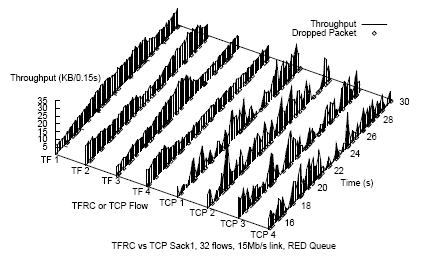 Throughput
Dropped Packet
Throughput (KB/0.15s)
35
30
25
20
15
10
5
TF 1
TF 2
TF 3
TF 4
TCP 1
TCP 2
TCP 3
TCP 4
16
18
20
22
24
26
28
30
Time (s)
TFRC or TCP Flow
TFRC vs TCP Sack1, 32 flows, 15Mb/s link, RED Queue